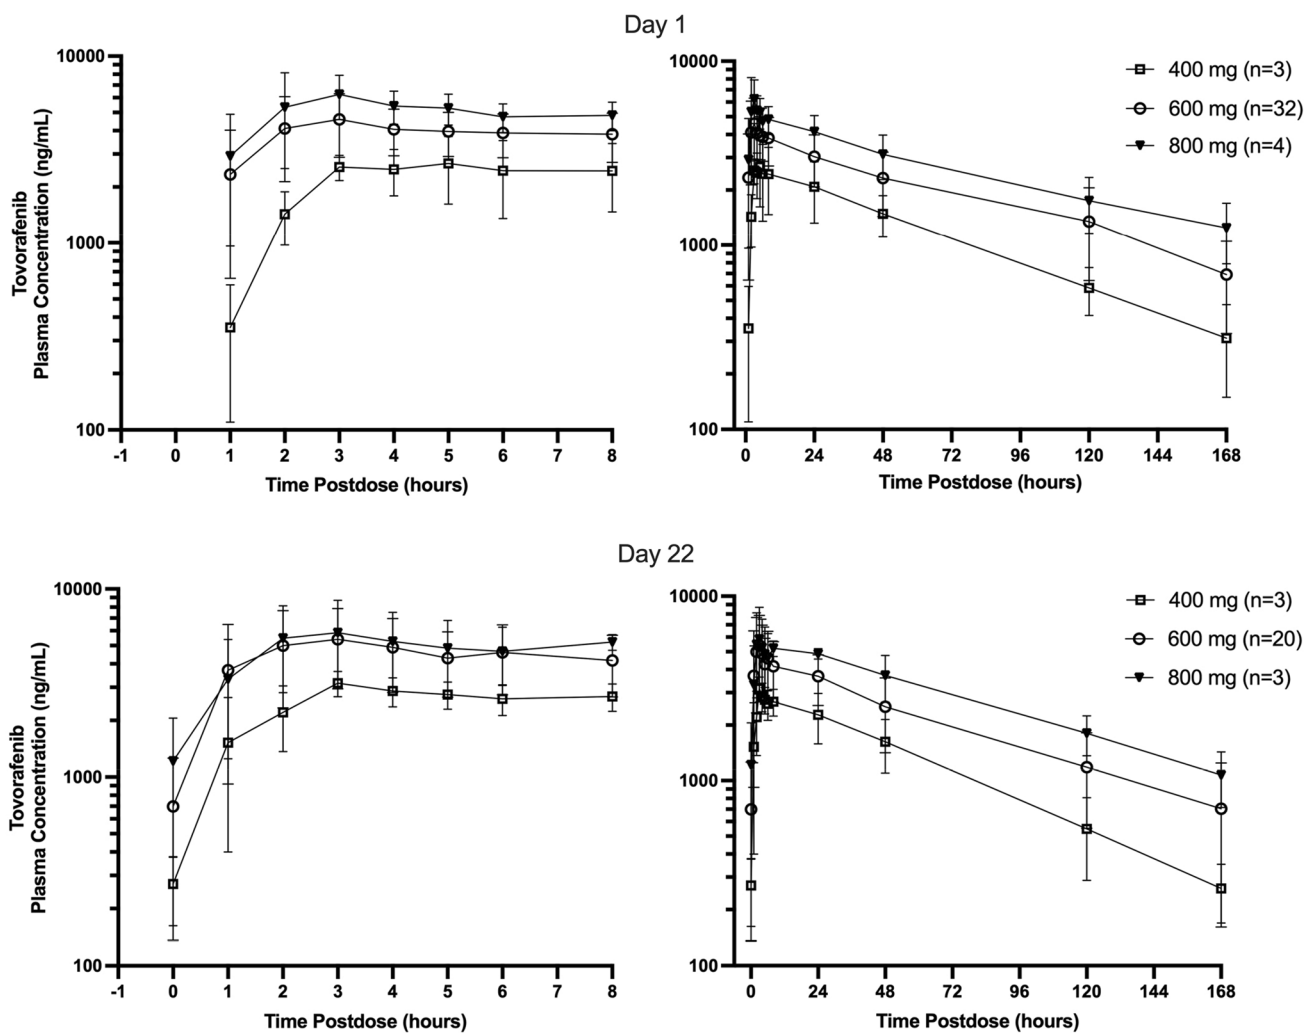 Day 1
Tovorafenib
Plasma Concentration (ng/mL)
10000
1000
100
-1 0 1 2 3 4 5 6 7 8
Time Postdose (hours)
10000
1000
100
0 24 48 72 96 120 144 168
Time Postdose (hours)
400 mg (n=3)
600 mg (n=32)
800 mg (n=4)
Day 22
Tovorafenib
Plasma Concentration (ng/mL)
10000
1000
100
-1 0 1 2 3 4 5 6 7 8
Time Postdose (hours)
10000
1000
100
0 24 48 72 96 120 144 168
Time Postdose (hours)
400 mg (n=3)
600 mg (n=20)
800 mg (n=3)